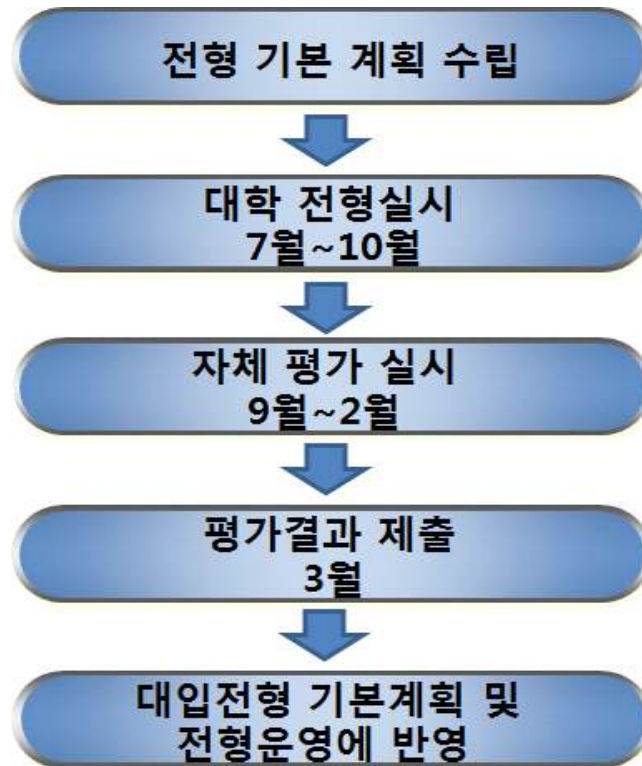 전형 기본 계획 수립
대학 전형실시
7월~10월
자체 평가 실시
9월~2월
평가결과 제출
3월
대입전형 기본계획 및
전형운영에 반영